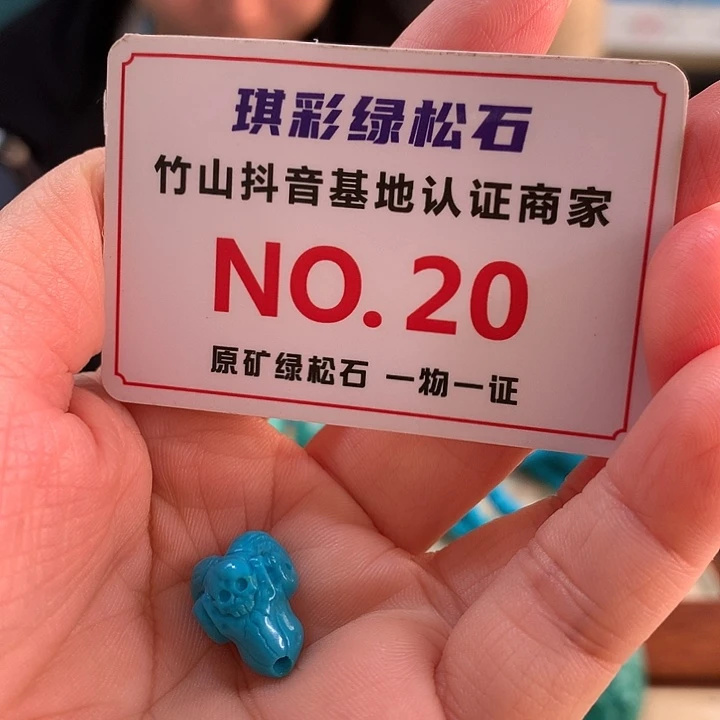 琪彩绿松石
竹山抖音基地认证商家
NO. 20
原矿绿松石 一物一证